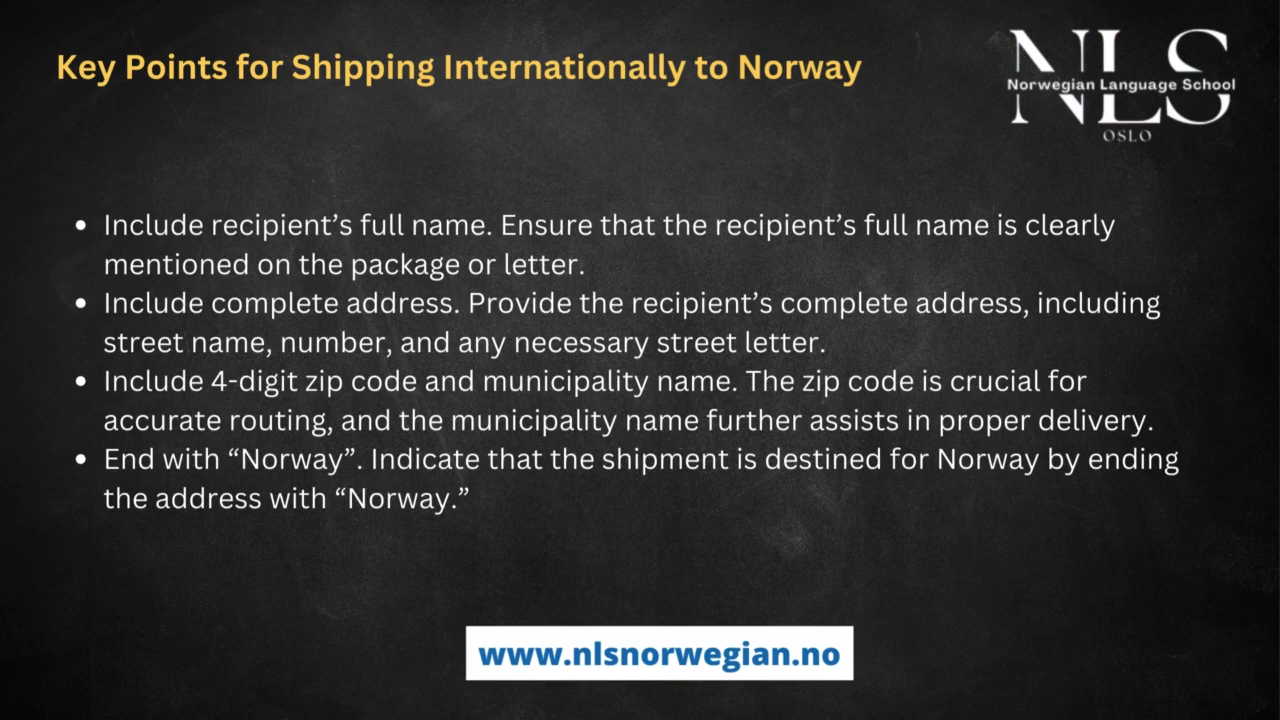 Key Points for Shipping Internationally to Norway
NLS
Norwegian Language School
OSLO
• Include recipient’s full name. Ensure that the recipient’s full name is clearly
mentioned on the package or letter.
• Include complete address. Provide the recipient’s complete address, including
street name, number, and any necessary street letter.
• Include 4-digit zip code and municipality name. The zip code is crucial for
accurate routing, and the municipality name further assists in proper delivery.
• End with “Norway”. Indicate that the shipment is destined for Norway by ending
the address with “Norway.”
www.nlsnorwegian.no